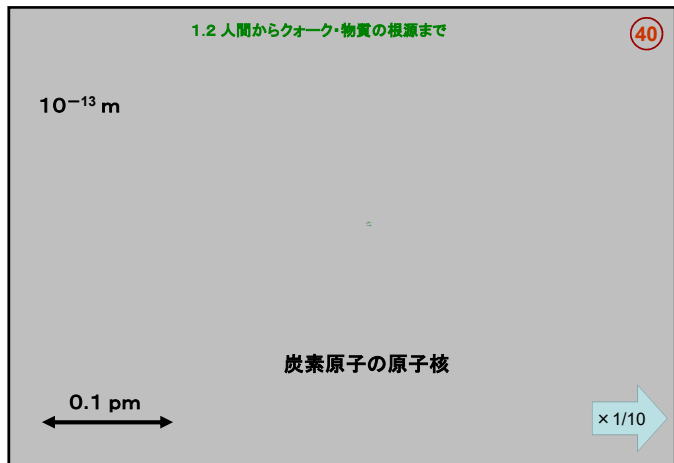 1.2 人間からクォーク・物質の根源まで
40
10⁻¹³ m
炭素原子の原子核
0.1 pm
× 1/10